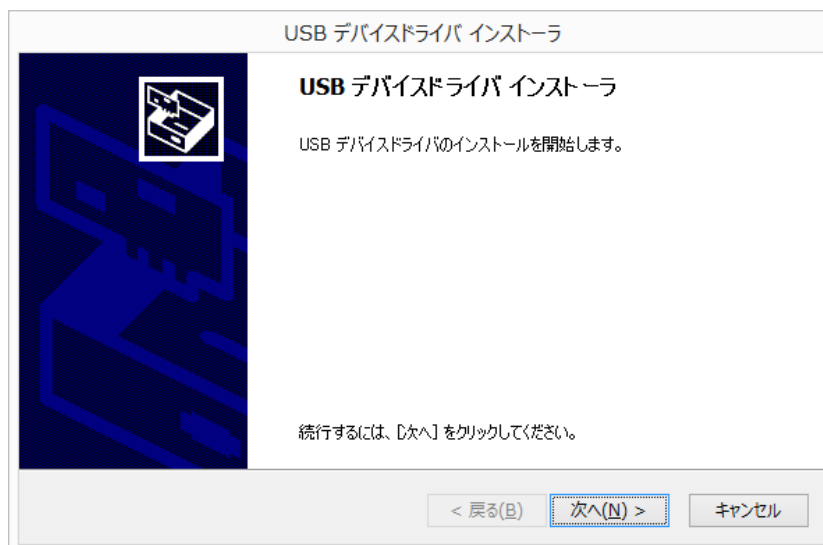 USB デバイスドライバ インストーラ
USB デバイスドライバ インストーラ
USB デバイスドライバのインストールを開始します。
続行するには、[次へ] をクリックしてください。
< 戻る(B)
次へ(N) >
キャンセル